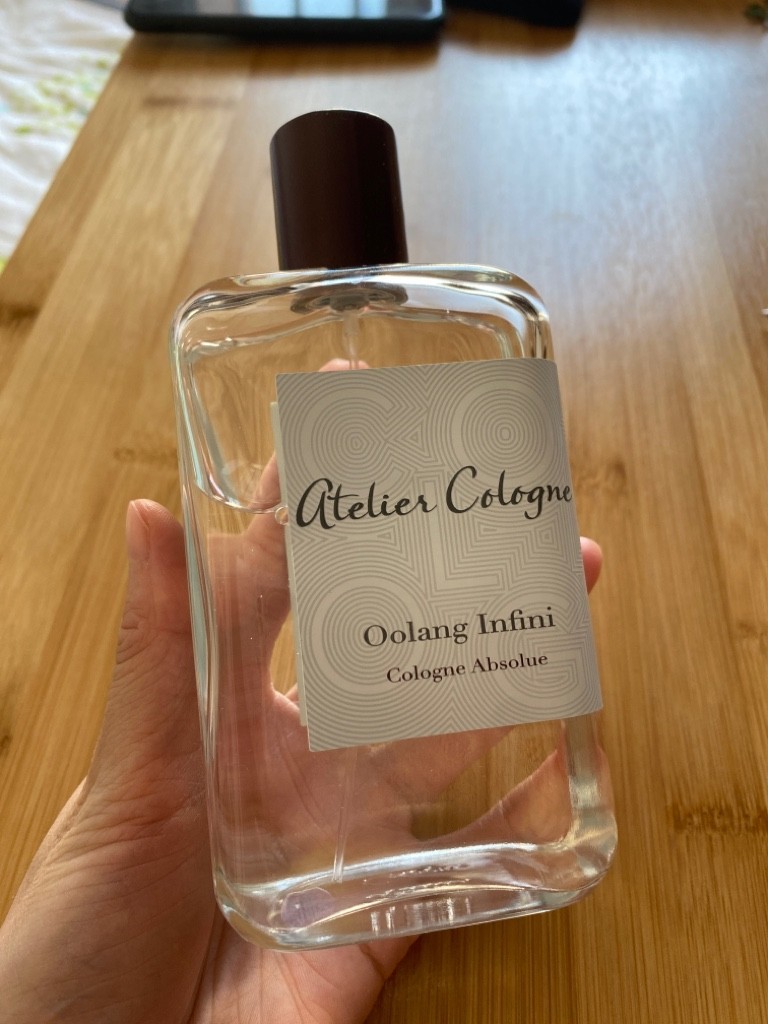 Atelier Cologne
Oolang Infini
Cologne Absolue